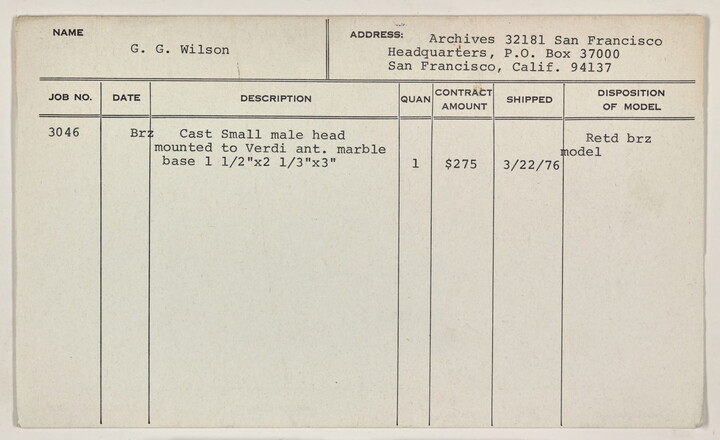 NAME
G. G. Wilson
ADDRESS: Archives 32181 San Francisco
Headquarters, P.O. Box 37000
San Francisco, Calif. 94137
JOB NO. DATE DESCRIPTION QUAN CONTRACT AMOUNT SHIPPED DISPOSITION OF MODEL
3046 Brz Cast Small male head Retd brz
mounted to Verdi ant. marble model
base 1 1/2"x2 1/3"x3" 1 $275 3/22/76